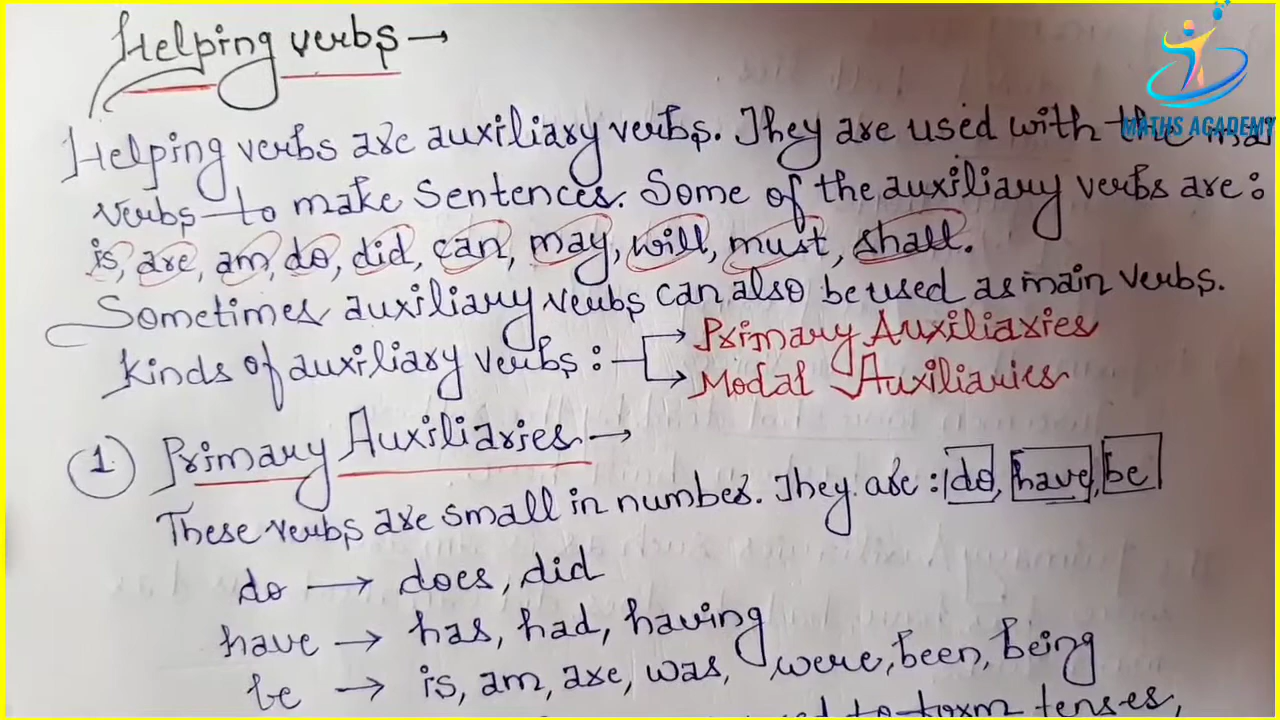 Helping verbs →
MATHS ACADEMY
Helping verbs are auxiliary verbs. They are used with the
verbs to make Sentences. Some of the auxiliary verbs are:
is, are, am, do, did, can, may, will, must, shall.
Sometimes auxiliary verbs can also be used as main verbs.
Kinds of auxiliary verbs: → Primary Auxiliaries
→ Modal Auxiliaries
1. Primary Auxiliaries →
These verbs are small in number. They are: do, have, be
do → does, did
have → has, had, having
be → is, am, are, was, were, been, being
to form tenses,